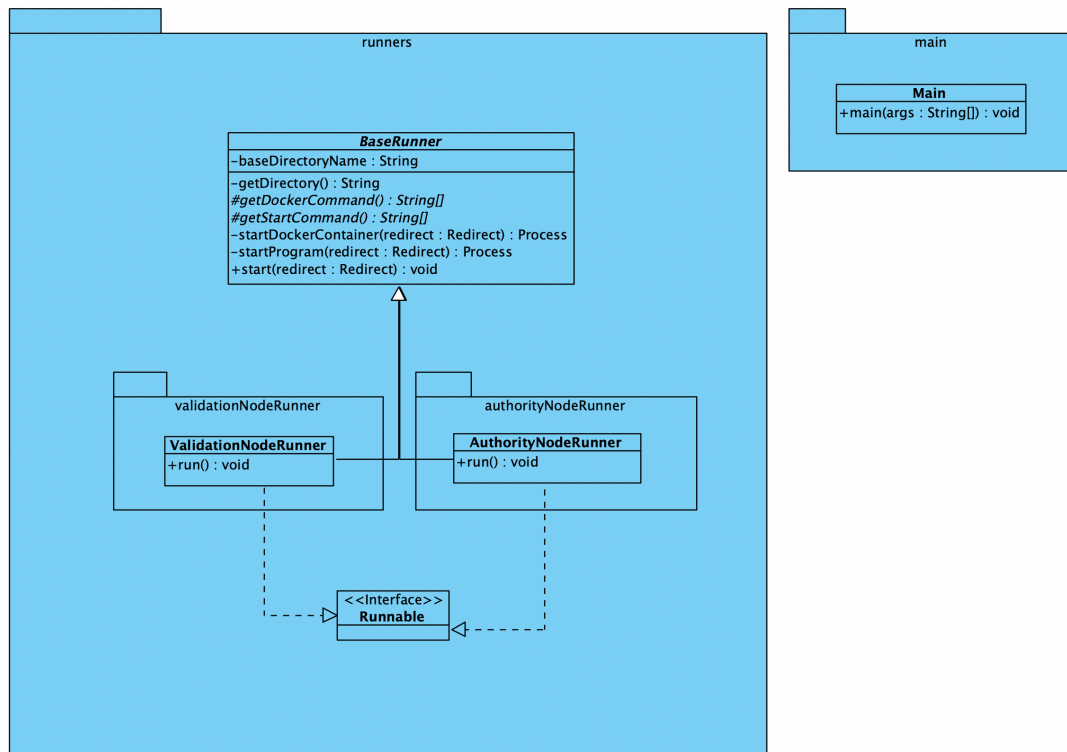 runners
BaseRunner
-baseDirectoryName : String
-getDirectory() : String
#getDockerCommand() : String[]
#getStartCommand() : String[]
-startDockerContainer(redirect : Redirect) : Process
-startProgram(redirect : Redirect) : Process
+start(redirect : Redirect) : void
validationNodeRunner
ValidationNodeRunner
+run() : void
authorityNodeRunner
AuthorityNodeRunner
+run() : void
<<Interface>>
Runnable
main
Main
+main(args : String[]) : void